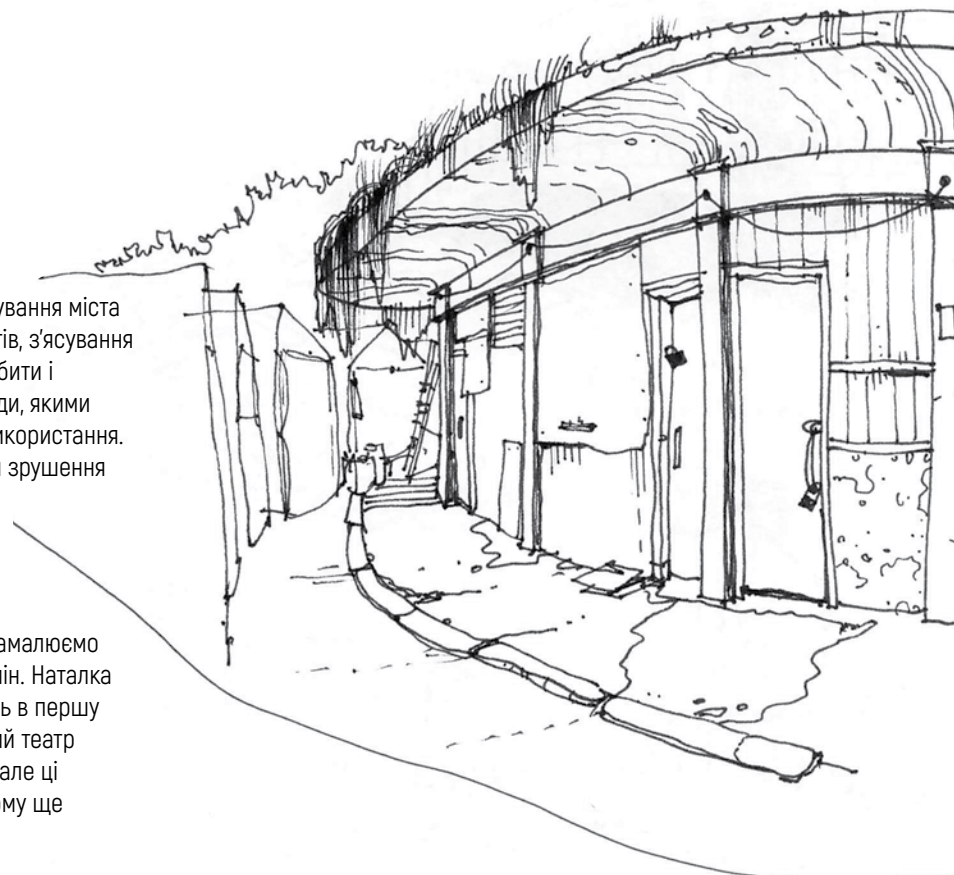 ування міста
тів, з'ясування
бити і
ди, якими
икористання.
зрушення
амалюємо
ін. Наталка
ь в першу
ий театр
але ці
ому ще